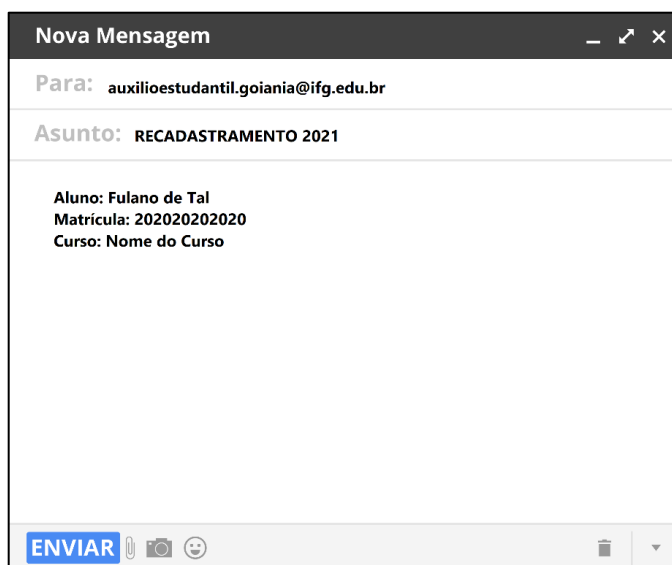 Nova Mensagem
Para: auxilioestudantil.goiania@ifg.edu.br
Asunto: RECADASTRAMENTO 2021
Aluno: Fulano de Tal
Matrícula: 202020202020
Curso: Nome do Curso
ENVIAR